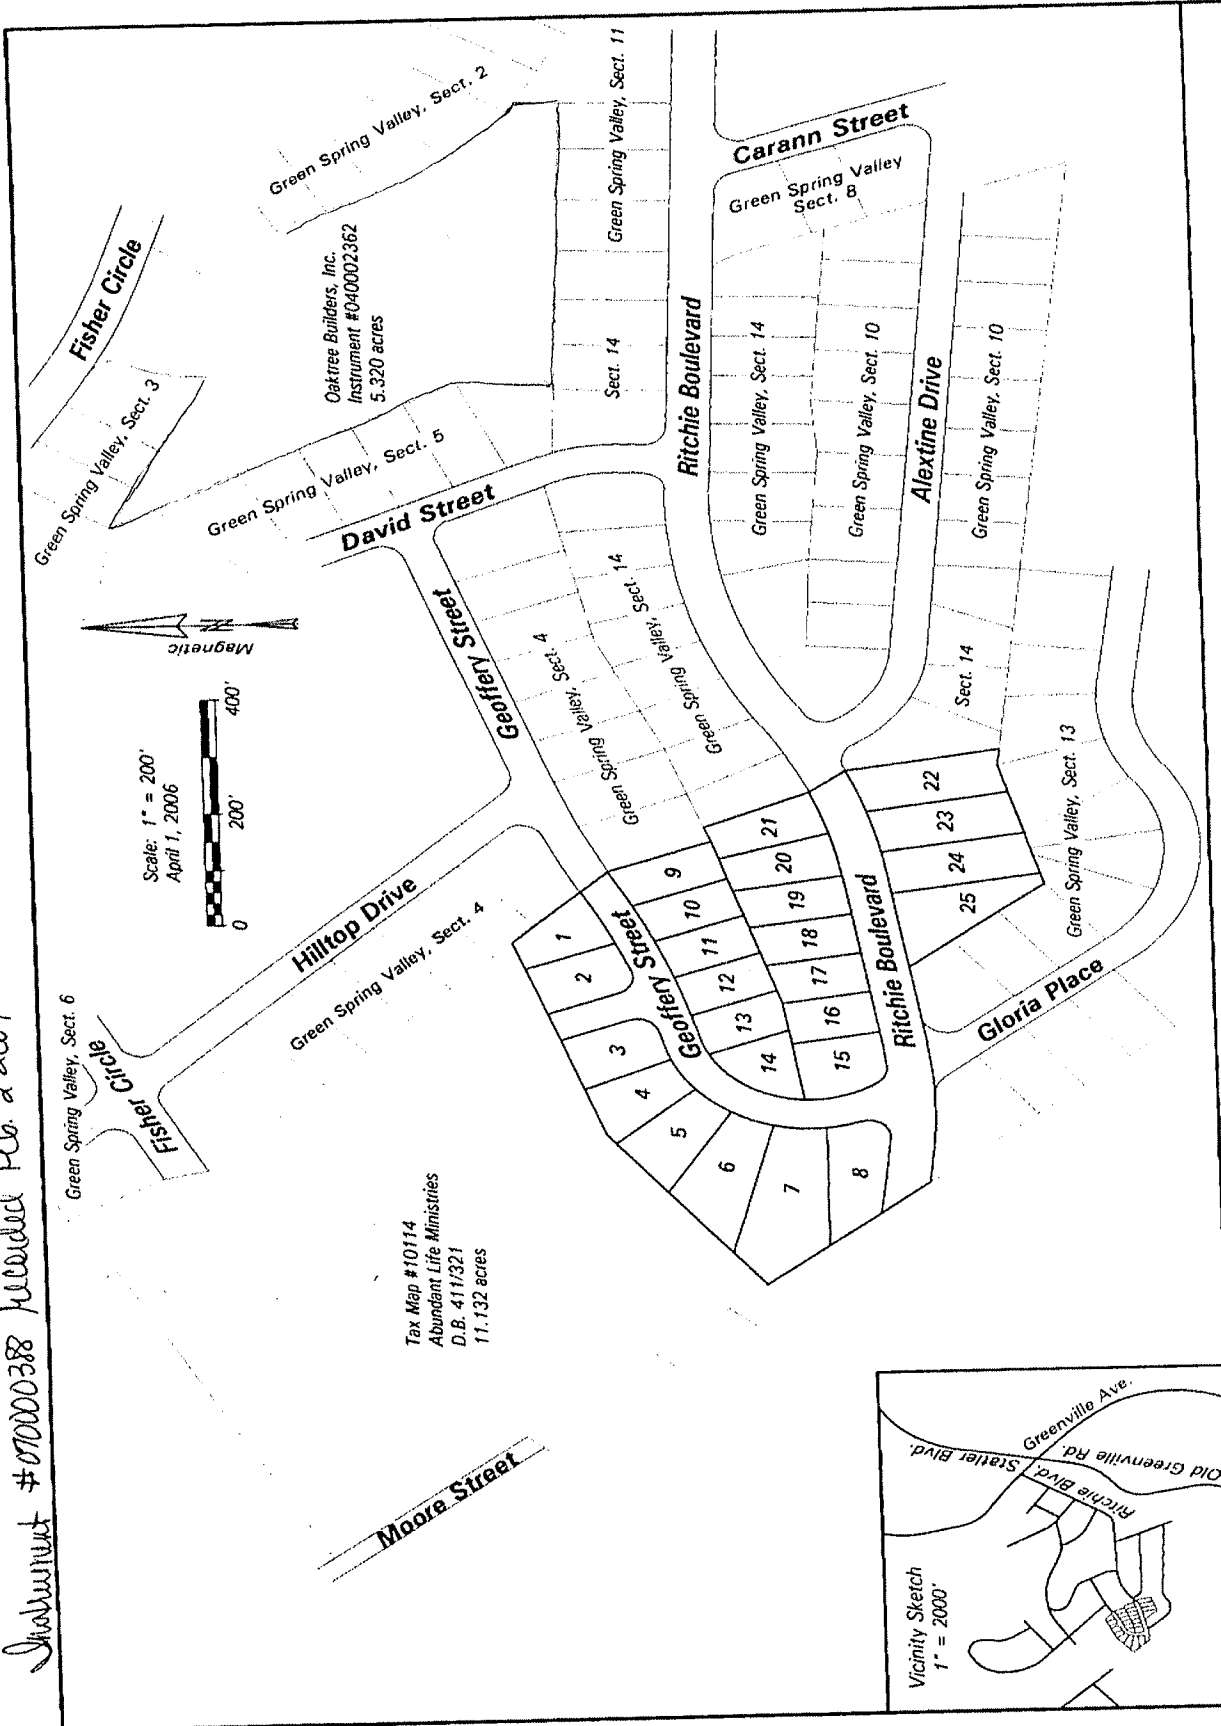 Instrument #070000388 recorded
Green Spring Valley, Sect. 2
Green Spring Valley, Sect. 11
Fisher Circle
Carann Street
Green Spring Valley
Sect. 8
Oaktree Builders, Inc.
Instrument #040002362
5.320 acres
Green Spring Valley, Sect. 3
Sect. 14
Ritchie Boulevard
Green Spring Valley, Sect. 14
Green Spring Valley, Sect. 10
Alextine Drive
Green Spring Valley, Sect. 10
Green Spring Valley, Sect. 5
David Street
Magnetic
N
Geoffery Street
Green Spring Valley, Sect. 4
Green Spring Valley, Sect. 14
Sect. 14
Green Spring Valley, Sect. 13
Scale: 1" = 200'
April 1, 2006
0
200'
400'
Hilltop Drive
Green Spring Valley, Sect. 4
Green Spring Valley, Sect. 6
Fisher Circle
1
2
3
4
5
6
7
8
Geoffery Street
9
10
11
12
13
14
15
16
17
18
19
20
21
Ritchie Boulevard
22
23
24
25
Gloria Place
Tax Map #10114
Abundant Life Ministries
D.B. 411/321
11.132 acres
Moore Street
Vicinity Sketch
1" = 2000'
Statler Blvd.
Greenville Ave.
Old Greenville Rd.
Ritchie Blvd.